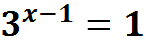 3^{x-1} = 1